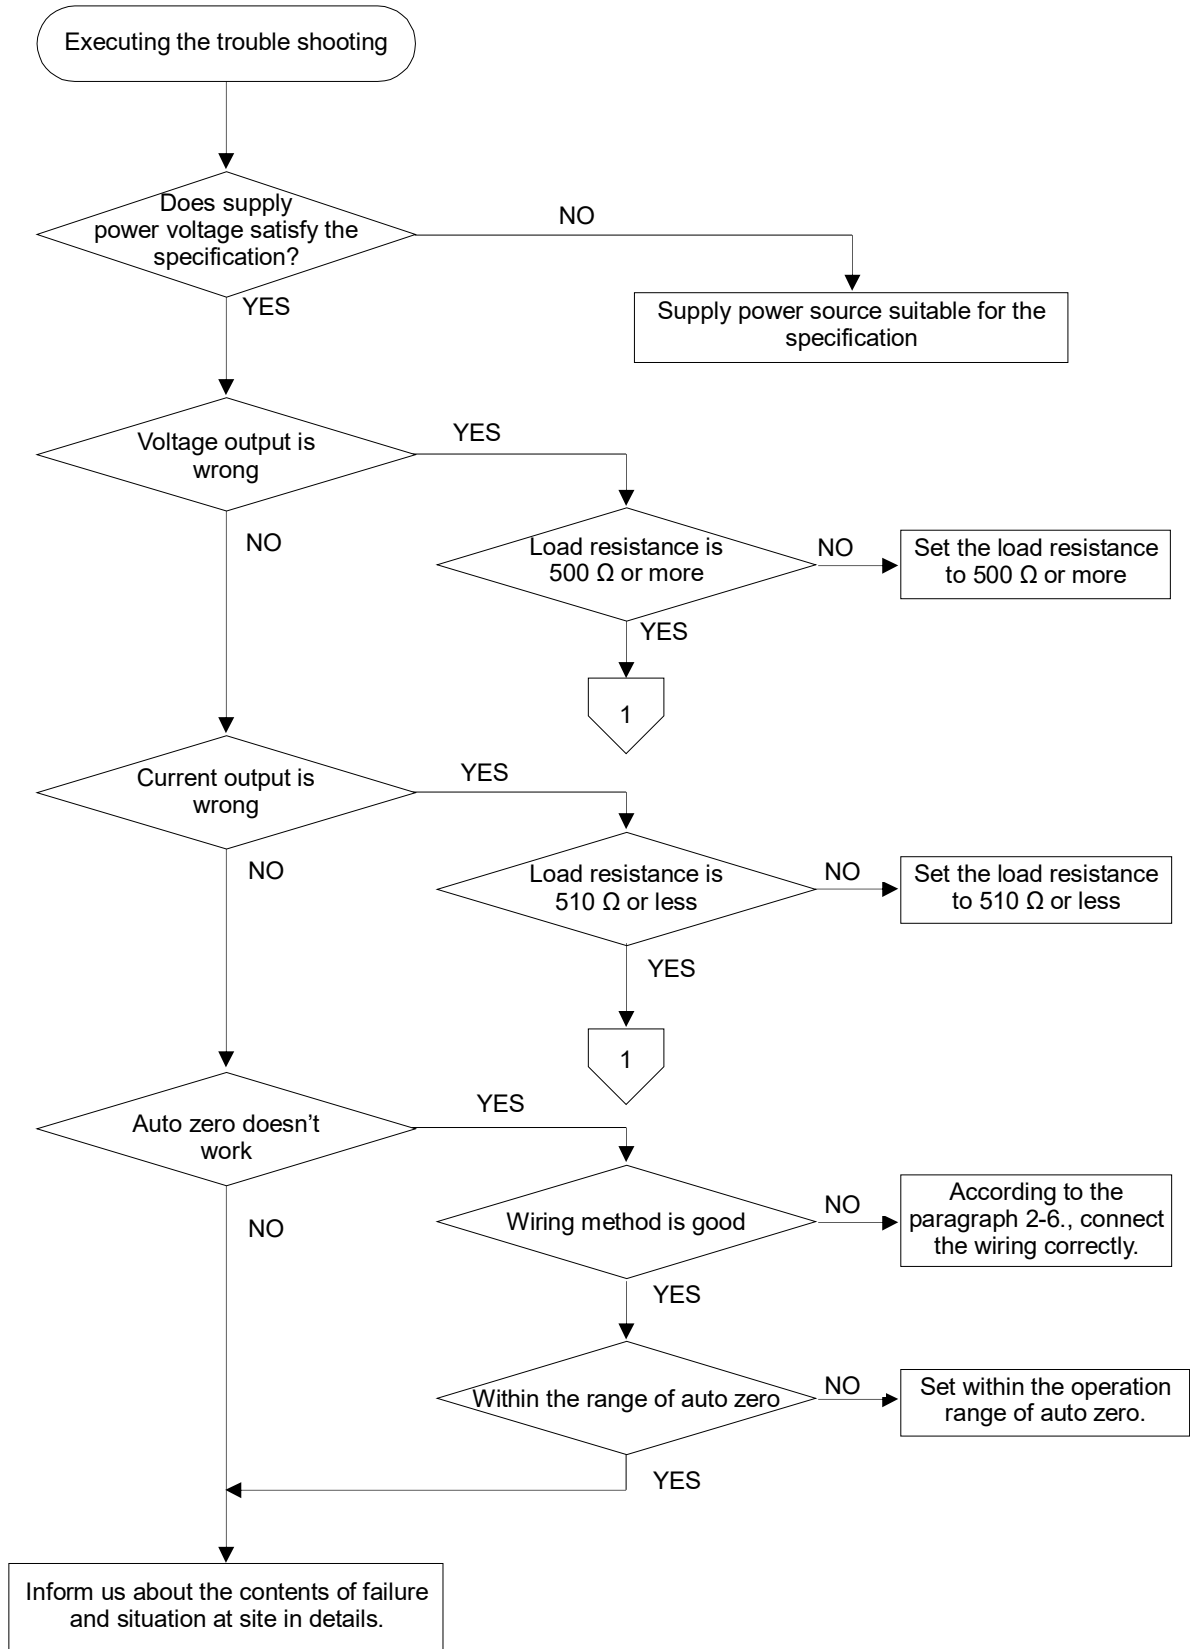 Executing the trouble shooting
Does supply
power voltage satisfy the
specification?
NO
YES
Supply power source suitable for the
specification
Voltage output is
wrong
YES
NO
Load resistance is
500 Ω or more
NO
Set the load resistance
to 500 Ω or more
YES
1
Current output is
wrong
YES
NO
Load resistance is
510 Ω or less
NO
Set the load resistance
to 510 Ω or less
YES
1
Auto zero doesn’t
work
YES
NO
Wiring method is good
NO
According to the
paragraph 2-6., connect
the wiring correctly.
YES
Within the range of auto zero
NO
Set within the operation
range of auto zero.
YES
Inform us about the contents of failure
and situation at site in details.